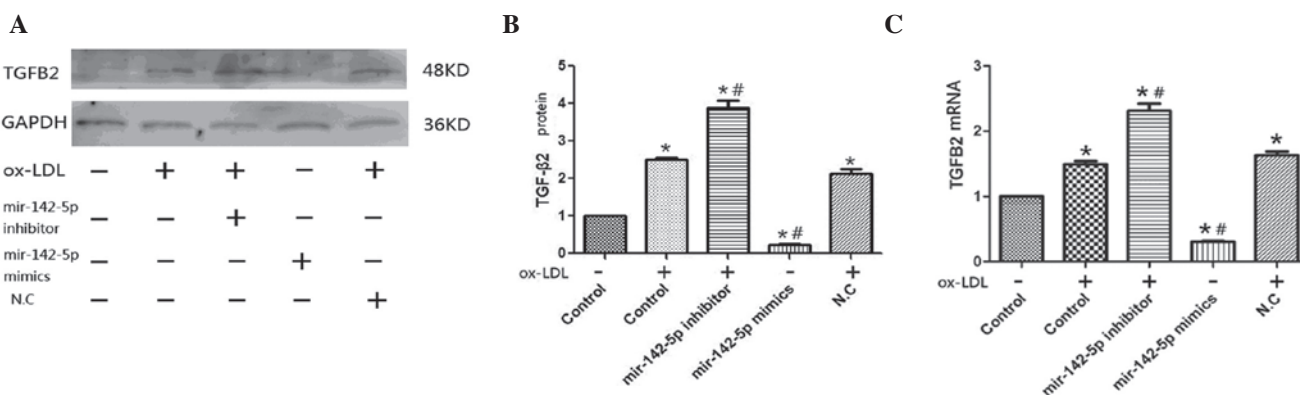 A
TGFB2 48KD
GAPDH 36KD
ox-LDL − + + − +
mir-142-5p
inhibitor − − + − −
mir-142-5p
mimics − − − + −
N.C − − − − +
B
TGF-β2 protein
5
4
3
2
1
0
*
* #
* #
*
ox-LDL − + + − +
Control
Control
mir-142-5p inhibitor
mir-142-5p mimics
N.C
C
TGFB2 mRNA
3
2
1
0
*
* #
* #
*
ox-LDL − + + − +
Control
Control
mir-142-5p inhibitor
mir-142-5p mimics
N.C